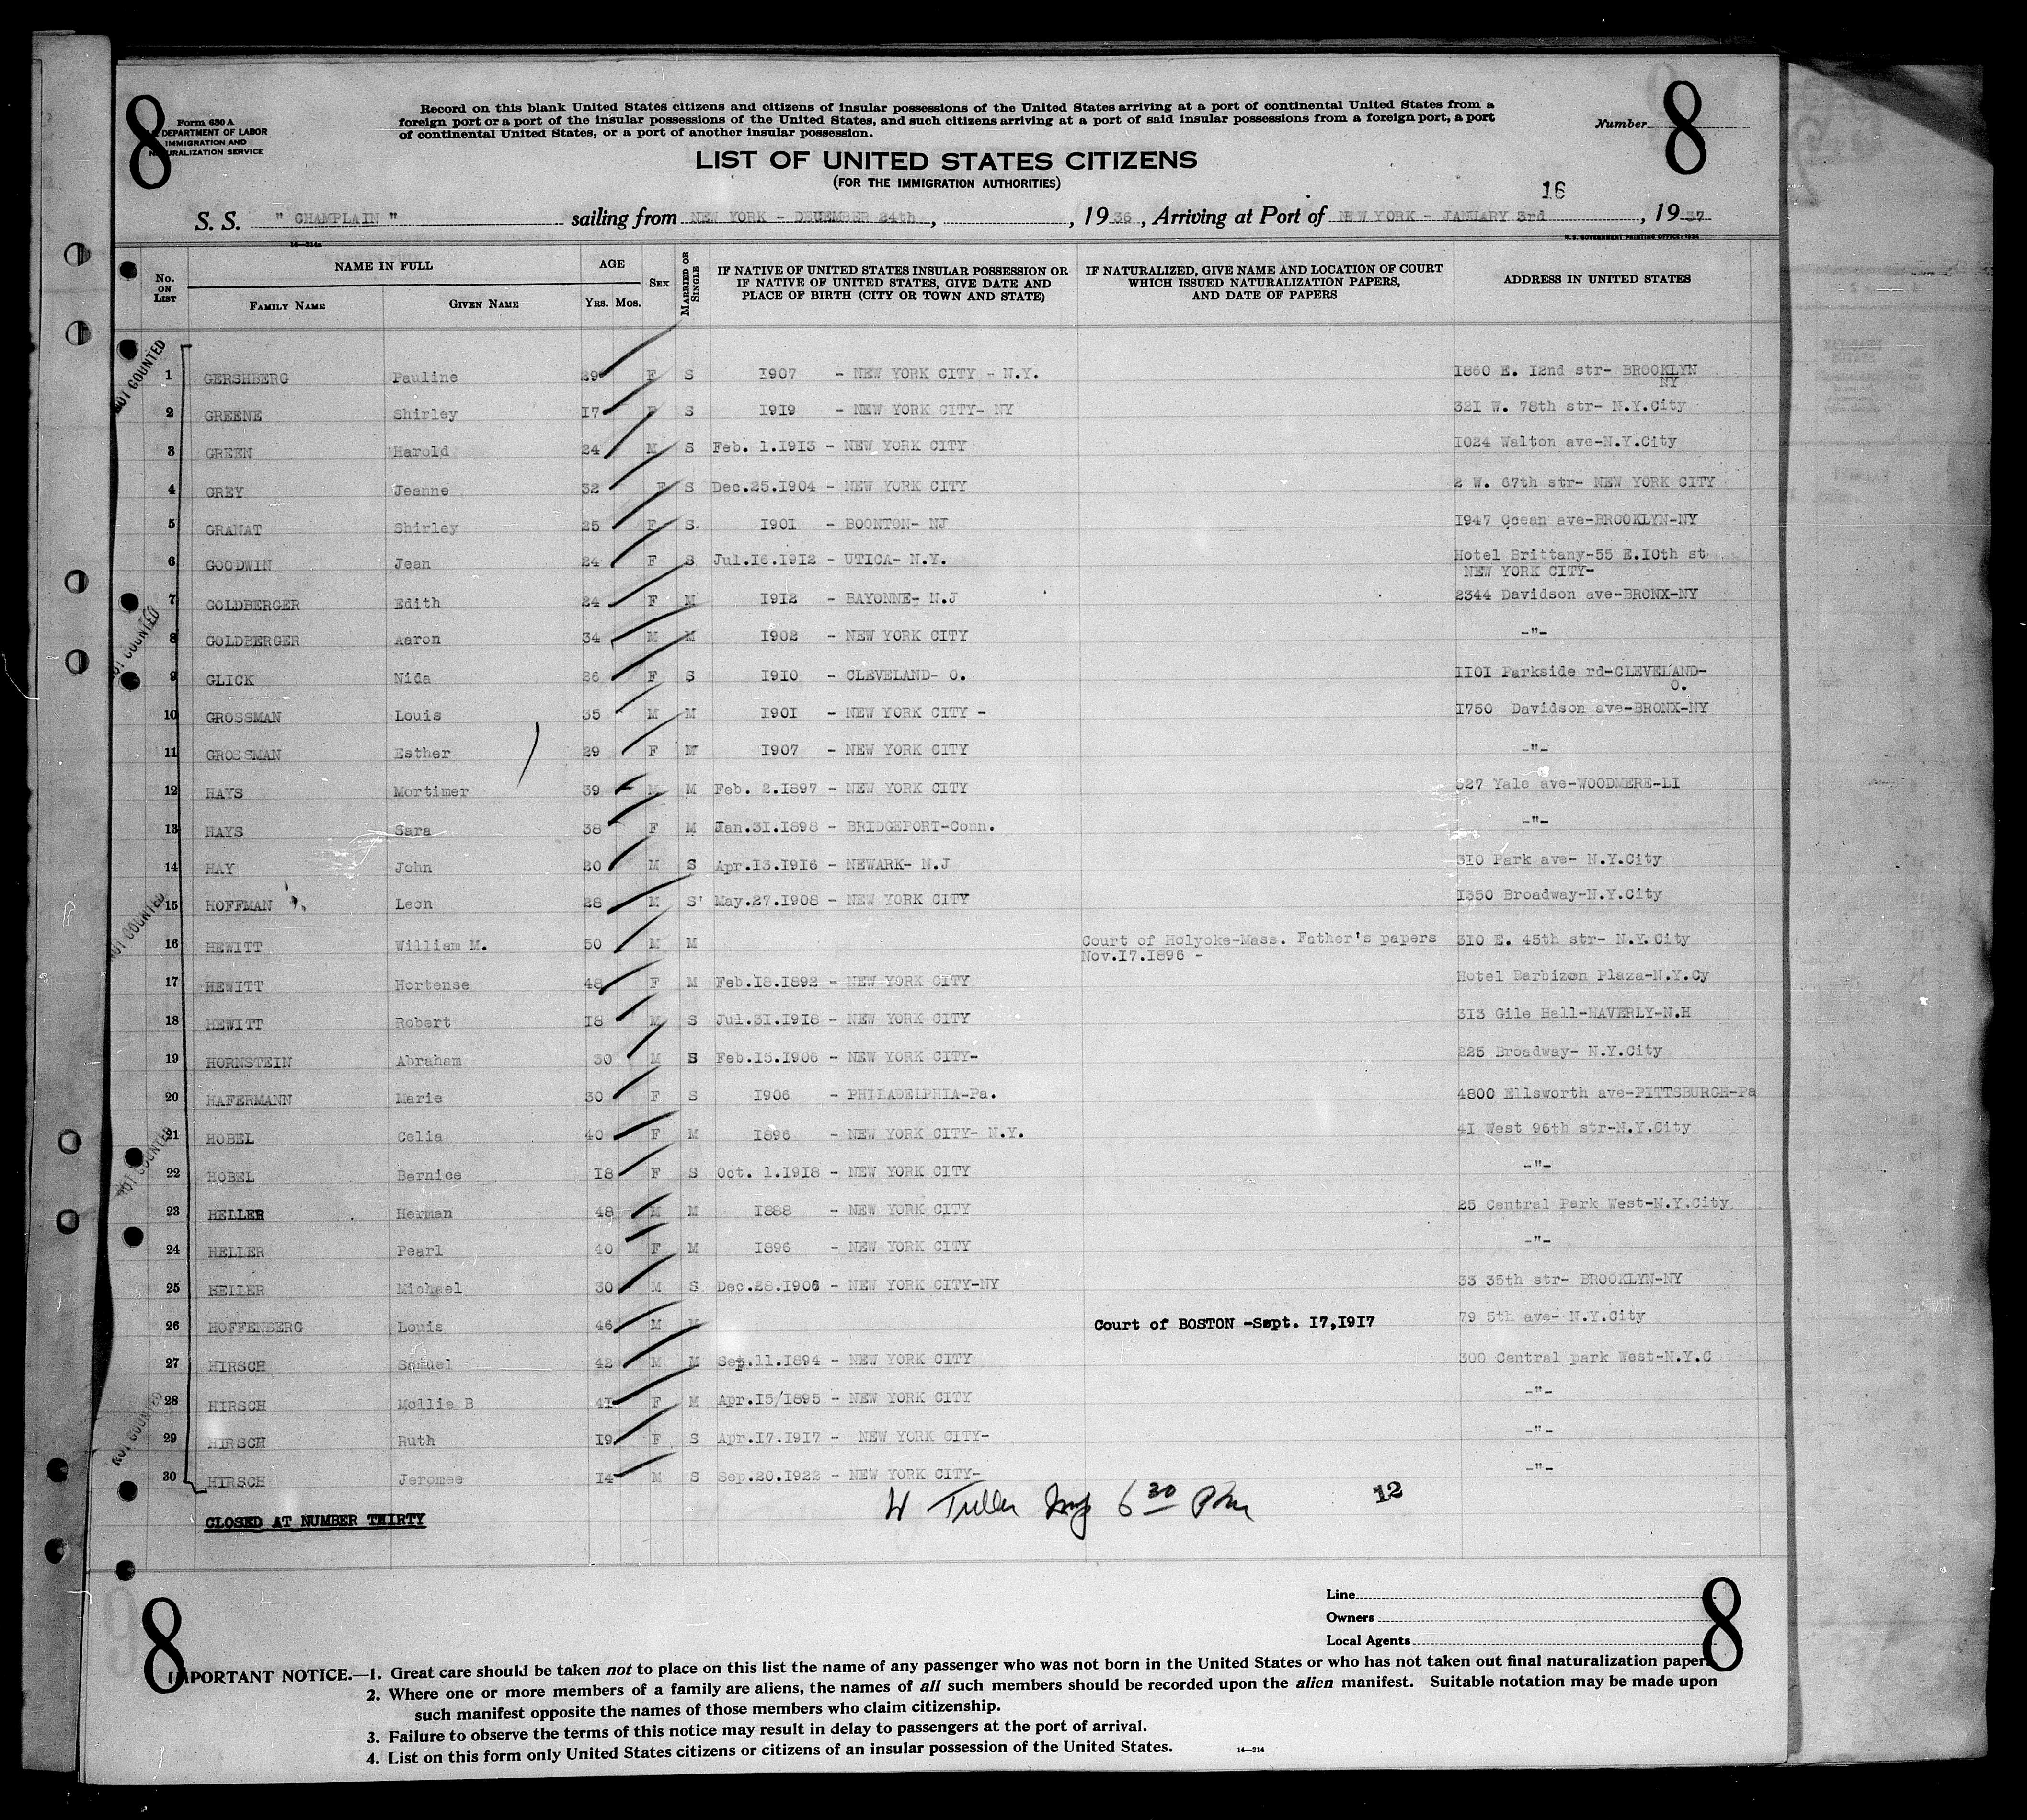 8
8
Form 630 A
DEPARTMENT OF LABOR
IMMIGRATION AND
NATURALIZATION SERVICE
Record on this blank United States citizens and citizens of insular possessions of the United States arriving at a port of continental United States from a
foreign port or a port of the insular possessions of the United States, and such citizens arriving at a port of said insular possessions from a foreign port, a port
of continental United States, or a port of another insular possession.
Number
LIST OF UNITED STATES CITIZENS
(FOR THE IMMIGRATION AUTHORITIES)
16
S. S. " CHAMPLAIN " sailing from NEW YORK - DECEMBER 24th, , 1936, Arriving at Port of NEW YORK - JANUARY 3rd , 1937
14—214a U. S. GOVERNMENT PRINTING OFFICE: 1934
No. ON LIST NAME IN FULL FAMILY NAME GIVEN NAME AGE YRS. MOS. SEX MARRIED OR SINGLE IF NATIVE OF UNITED STATES INSULAR POSSESSION OR IF NATIVE OF UNITED STATES, GIVE DATE AND PLACE OF BIRTH (CITY OR TOWN AND STATE) IF NATURALIZED, GIVE NAME AND LOCATION OF COURT WHICH ISSUED NATURALIZATION PAPERS, AND DATE OF PAPERS ADDRESS IN UNITED STATES
NOT COUNTED
1 GERSHBERG Pauline 29 F S 1907 - NEW YORK CITY - N.Y. 1860 E. 12nd str- BROOKLYN
NY
2 GREENE Shirley 17 F S 1919 - NEW YORK CITY- NY 321 W. 78th str- N.Y.City
3 GREEN Harold 24 M S Feb. 1.1913 - NEW YORK CITY 1024 Walton ave-N.Y.City
4 GREY Jeanne 32 F S Dec.25.1904 - NEW YORK CITY 2 W. 67th str- NEW YORK CITY
5 GRANAT Shirley 25 F S. 1901 - BOONTON- NJ 1947 Ocean ave-BROOKLYN-NY
6 GOODWIN Jean 24 F S Jul.16.1912 - UTICA- N.Y. Hotel Brittany-55 E.10th st
NEW YORK CITY-
7 GOLDBERGER Edith 24 F M 1912 - BAYONNE- N.J 2344 Davidson ave-BRONX-NY
NOT COUNTED
8 GOLDBERGER Aaron 34 M M 1902 - NEW YORK CITY -"-
9 GLICK Nida 26 F S 1910 - CLEVELAND- O. 1101 Parkside rd-CLEVELAND-
O.
10 GROSSMAN Louis 35 M M 1901 - NEW YORK CITY - 1750 Davidson ave-BRONX-NY
11 GROSSMAN Esther 29 F M 1907 - NEW YORK CITY -"-
12 HAYS Mortimer 39 M M Feb. 2.1897 - NEW YORK CITY 927 Yale ave-WOODMERE-LI
13 HAYS Sara 38 F M Jan.31.1898 - BRIDGEPORT-Conn. -"-
14 HAY John 20 M S Apr.13.1916 - NEWARK- N.J 310 Park ave- N.Y.City
15 HOFFMAN Leon 28 M S' May.27.1908 - NEW YORK CITY 1350 Broadway-N.Y.City
NOT COUNTED
16 HEWITT William M. 50 M M Court of Holyoke-Mass. Father's papers 310 E. 45th str- N.Y.City
Nov.17.1896 -
17 HEWITT Hortense 48 F M Feb.18.1892 - NEW YORK CITY Hotel Barbizon Plaza-N.Y.Cy
18 HEWITT Robert 18 M S Jul.31.1918 - NEW YORK CITY 313 Gile Hall-HAVERLY-N.H
19 HORNSTEIN Abraham 30 M S Feb.15.1906 - NEW YORK CITY- 225 Broadway- N.Y.City
20 HAFERMANN Marie 30 F S 1906 - PHILADELPHIA-Pa. 4800 Ellsworth ave-PITTSBURGH-Pa
21 HOBEL Celia 40 F M 1896 - NEW YORK CITY- N.Y. 41 West 96th str-N.Y.City
NOT COUNTED
22 HOBEL Bernice 18 F S Oct. 1.1918 - NEW YORK CITY -"-
23 HELLER Herman 48 M M 1888 - NEW YORK CITY 25 Central Park West-N.Y.City
24 HELLER Pearl 40 F M 1896 - NEW YORK CITY -"-
25 HELLER Michael 30 M S Dec.28.1906 - NEW YORK CITY-NY 33 35th str- BROOKLYN-NY
26 HOFFENBERG Louis 46 M M Court of BOSTON -Sept. 17,1917 79 5th ave- N.Y.City
27 HIRSCH Samuel 42 M M Sep.11.1894 - NEW YORK CITY 300 Central park West-N.Y.C
28 HIRSCH Mollie B 41 F M Apr.15/1895 - NEW YORK CITY -"-
NOT COUNTED
29 HIRSCH Ruth 19 F S Apr.17.1917 - NEW YORK CITY- -"-
30 HIRSCH Jeromee 14 M S Sep.20.1922 - NEW YORK CITY- -"-
W 6 30 Pm 12
CLOSED AT NUMBER THIRTY
Line
Owners
Local Agents
8
8
IMPORTANT NOTICE.—1. Great care should be taken not to place on this list the name of any passenger who was not born in the United States or who has not taken out final naturalization papers.
2. Where one or more members of a family are aliens, the names of all such members should be recorded upon the alien manifest. Suitable notation may be made upon
such manifest opposite the names of those members who claim citizenship.
3. Failure to observe the terms of this notice may result in delay to passengers at the port of arrival.
4. List on this form only United States citizens or citizens of an insular possession of the United States. 14—214